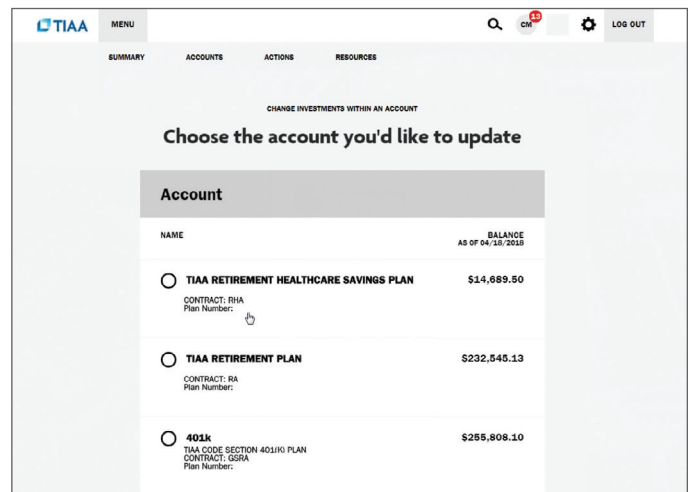 TIAA MENU CM 13 LOG OUT
SUMMARY ACCOUNTS ACTIONS RESOURCES
CHANGE INVESTMENTS WITHIN AN ACCOUNT
Choose the account you'd like to update
Account
NAME BALANCE
AS OF 04/18/2018
TIAA RETIREMENT HEALTHCARE SAVINGS PLAN $14,689.50
CONTRACT: RHA
Plan Number:
TIAA RETIREMENT PLAN $232,545.13
CONTRACT: RA
Plan Number:
401k $255,808.10
TIAA CODE SECTION 401(K) PLAN
CONTRACT: GSRA
Plan Number: